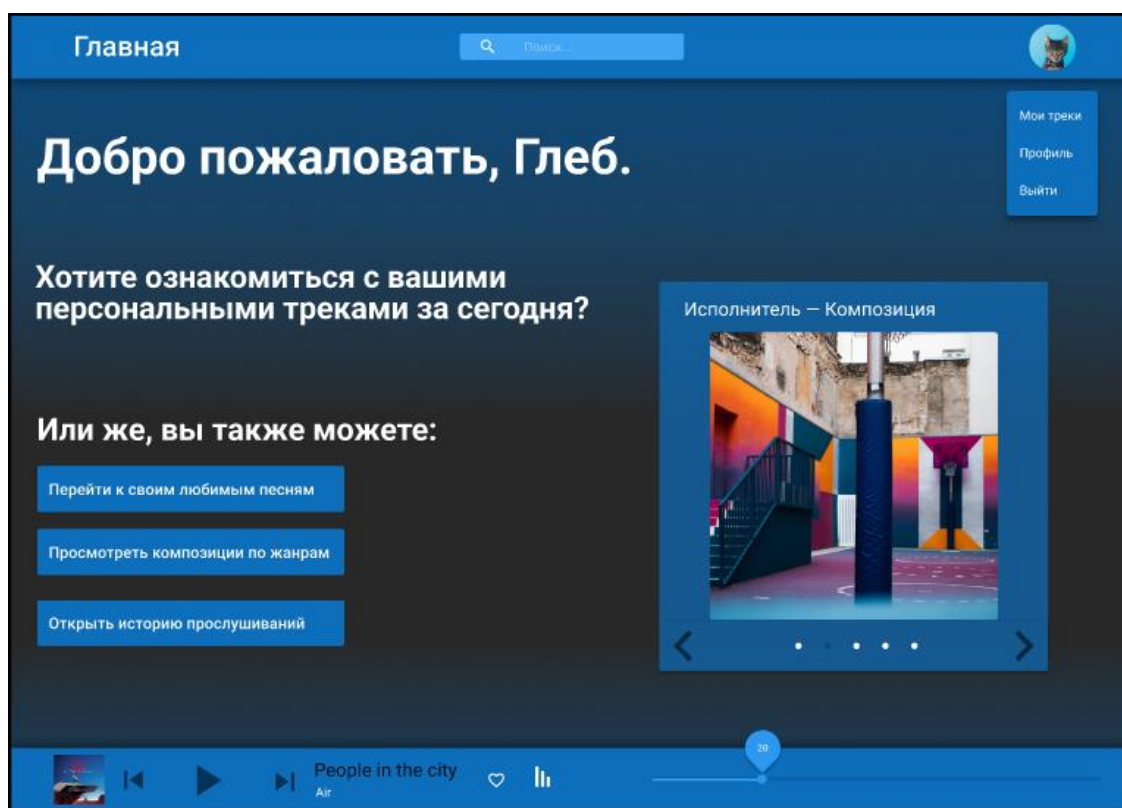 Главная
Поиск...
Мои треки
Профиль
Выйти
Добро пожаловать, Глеб.
Хотите ознакомиться с вашими
персональными треками за сегодня?
Исполнитель — Композиция
Или же, вы также можете:
Перейти к своим любимым песням
Просмотреть композиции по жанрам
Открыть историю прослушиваний
People in the city
Air
20